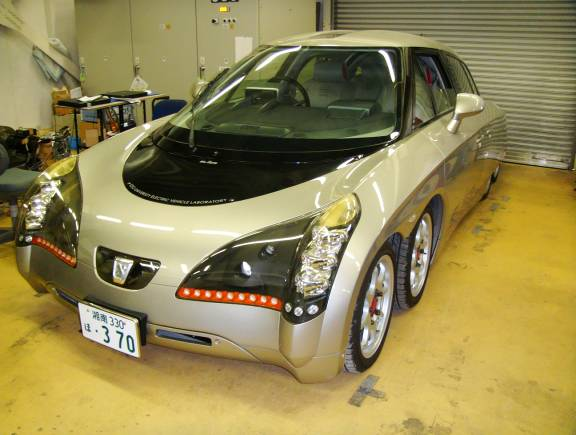 ELECTRIC VEHICLE LABORATORY
湘南 330
ほ ・370